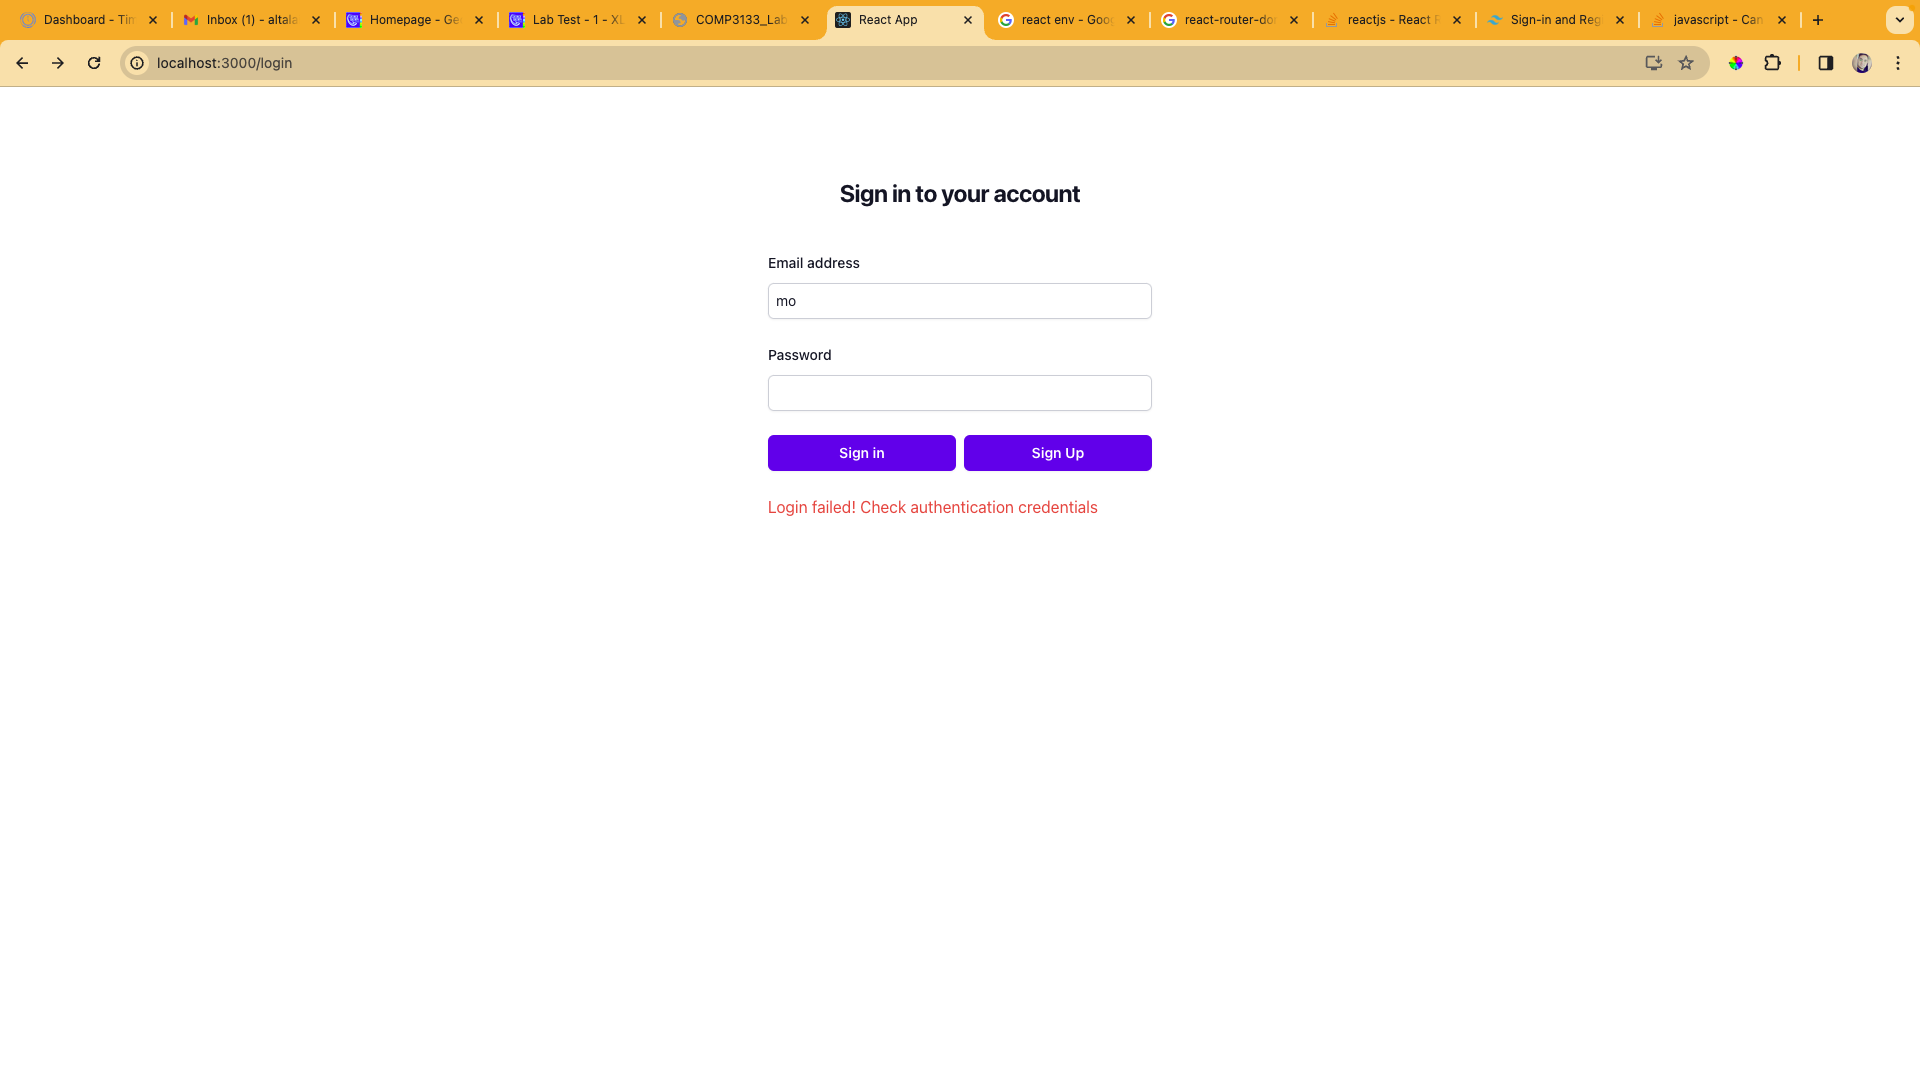 Dashboard - Tim
Inbox (1) - altala
Homepage - Ge
Lab Test - 1 - XL
COMP3133_Lab
React App
react env - Goog
react-router-dom
reactjs - React R
Sign-in and Reg
javascript - Can
localhost:3000/login
Sign in to your account
Email address
mo
Password
Sign in
Sign Up
Login failed! Check authentication credentials